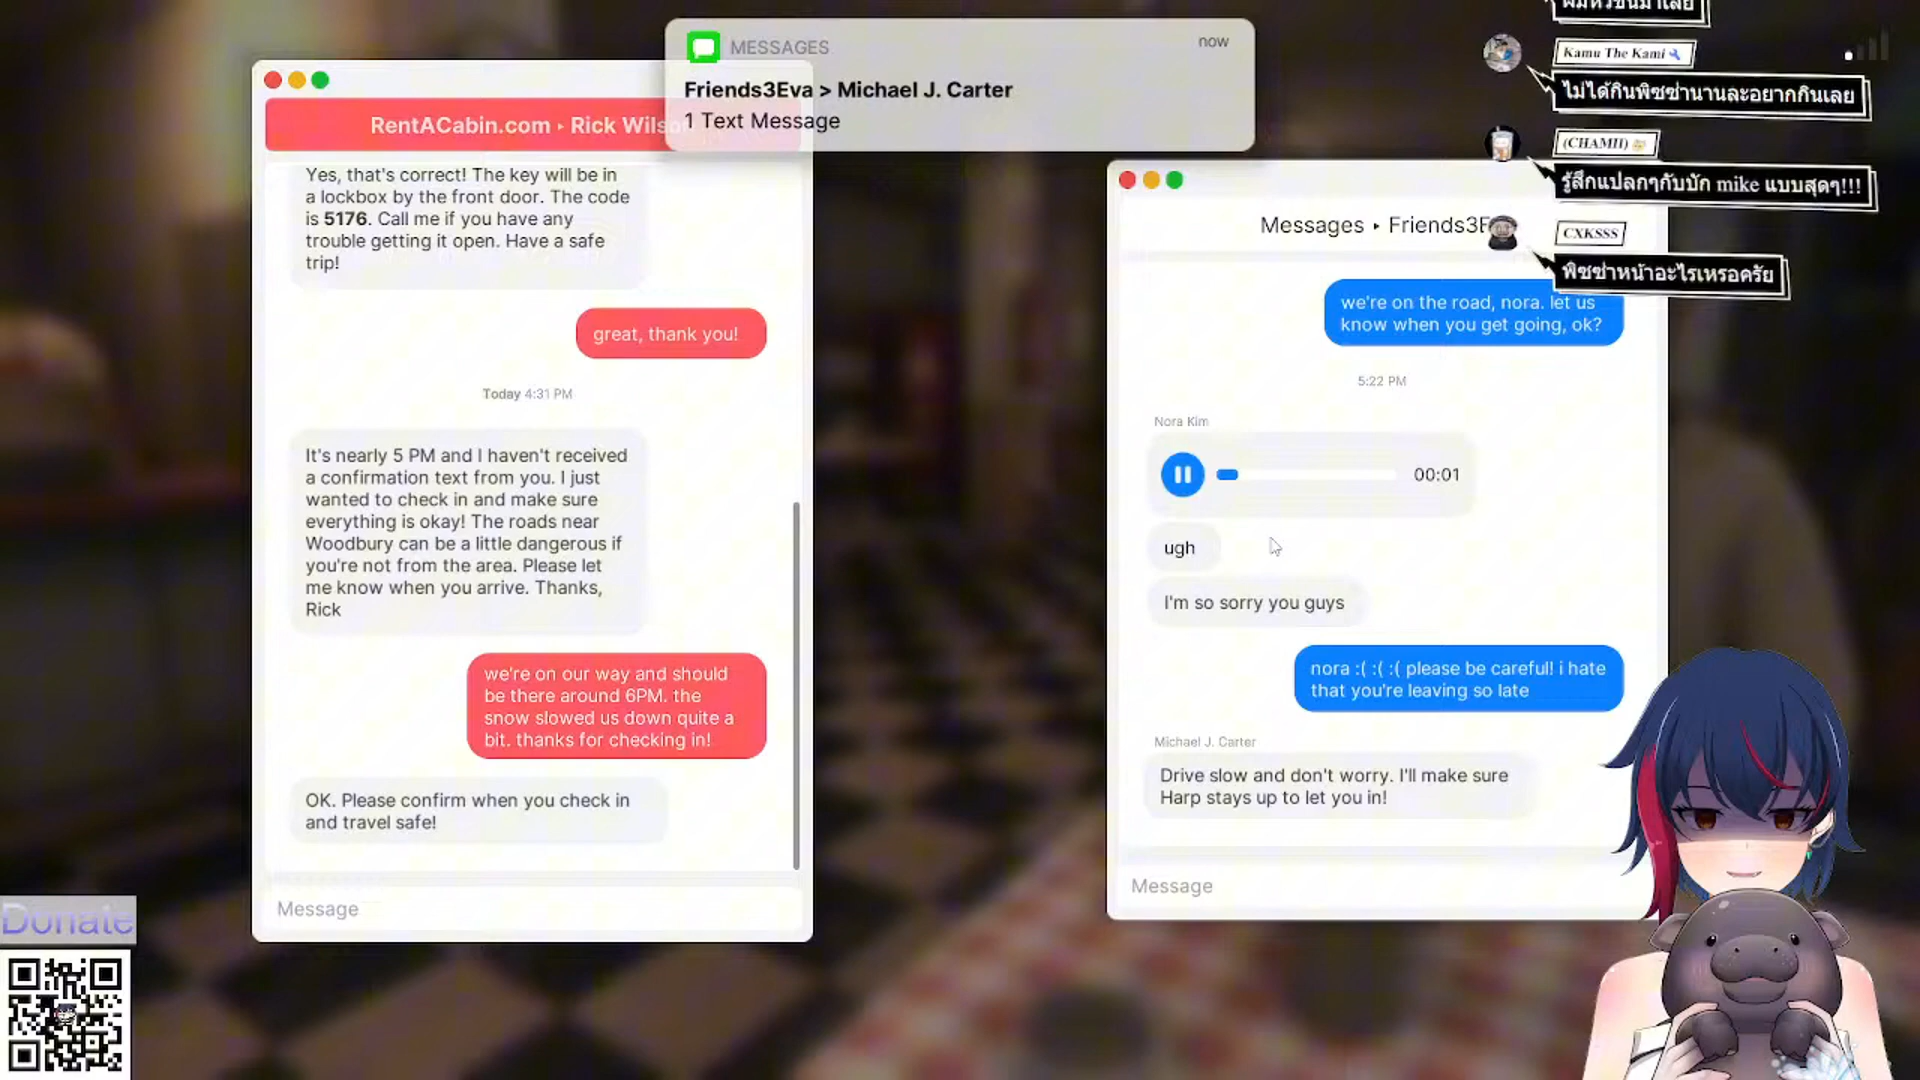 MESSAGES
now
Friends3Eva > Michael J. Carter
1 Text Message
RentACabin.com ▸ Rick Wils
Yes, that's correct! The key will be in
a lockbox by the front door. The code
is 5176. Call me if you have any
trouble getting it open. Have a safe
trip!
great, thank you!
Today 4:31 PM
It's nearly 5 PM and I haven't received
a confirmation text from you. I just
wanted to check in and make sure
everything is okay! The roads near
Woodbury can be a little dangerous if
you're not from the area. Please let
me know when you arrive. Thanks,
Rick
we're on our way and should
be there around 6PM. the
snow slowed us down quite a
bit. thanks for checking in!
OK. Please confirm when you check in
and travel safe!
Message
Messages ▸ Friends3E
we're on the road, nora. let us
know when you get going, ok?
5:22 PM
Nora Kim
00:01
ugh
I'm so sorry you guys
nora :( :( :( please be careful! i hate
that you're leaving so late
Michael J. Carter
Drive slow and don't worry. I'll make sure
Harp stays up to let you in!
Message
Kamu The Kami
ไม่ได้กินพิซซ่านานละอยากกินเลย
(CHAMII)
รู้สึกแปลกๆกับบัก mike แบบสุดๆ!!!
CXKSSS
พิซซ่าหน้าอะไรเหรอครัย
Donate